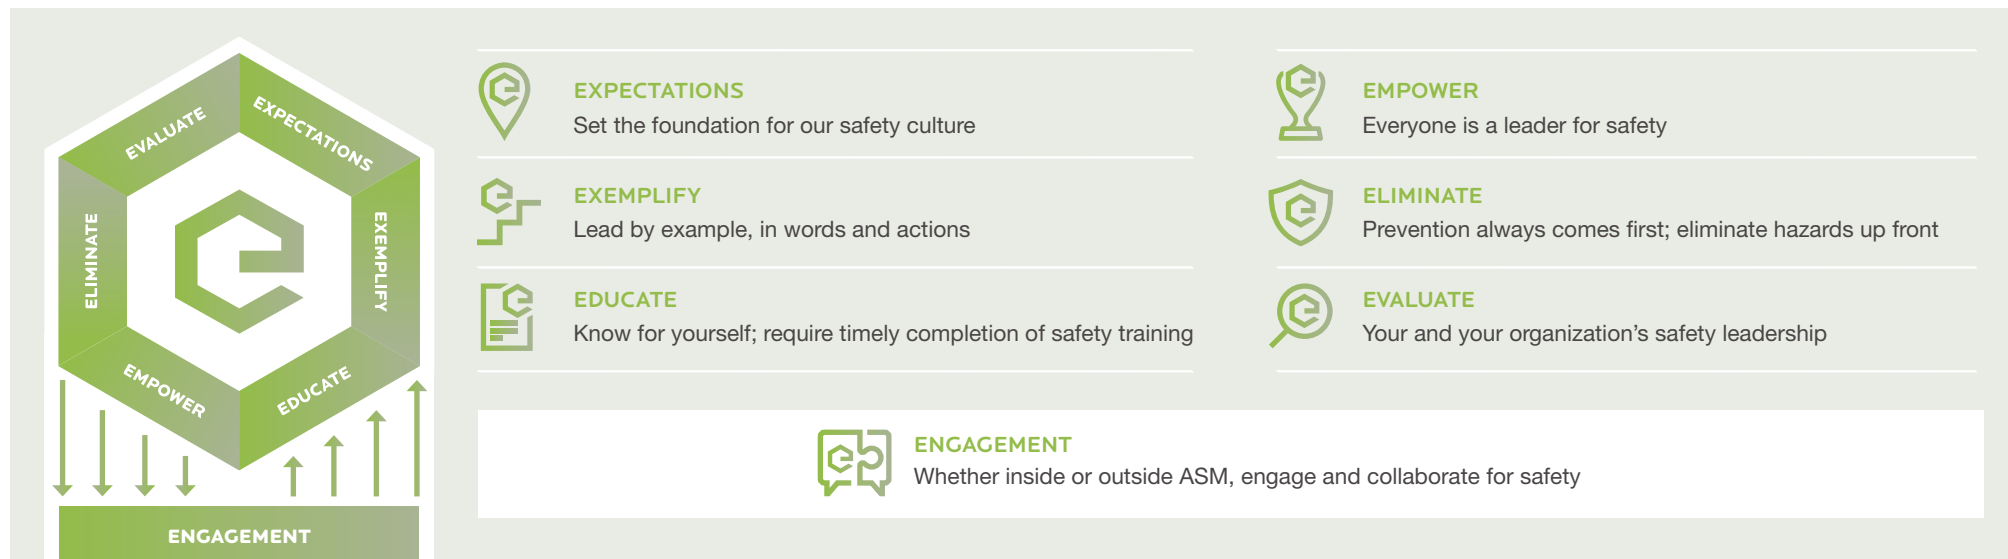 EVALUATE
EXPECTATIONS
ELIMINATE
EXEMPLIFY
EMPOWER
EDUCATE
ENGAGEMENT
EXPECTATIONS
Set the foundation for our safety culture
EXEMPLIFY
Lead by example, in words and actions
EDUCATE
Know for yourself; require timely completion of safety training
EMPOWER
Everyone is a leader for safety
ELIMINATE
Prevention always comes first; eliminate hazards up front
EVALUATE
Your and your organization’s safety leadership
ENGAGEMENT
Whether inside or outside ASM, engage and collaborate for safety